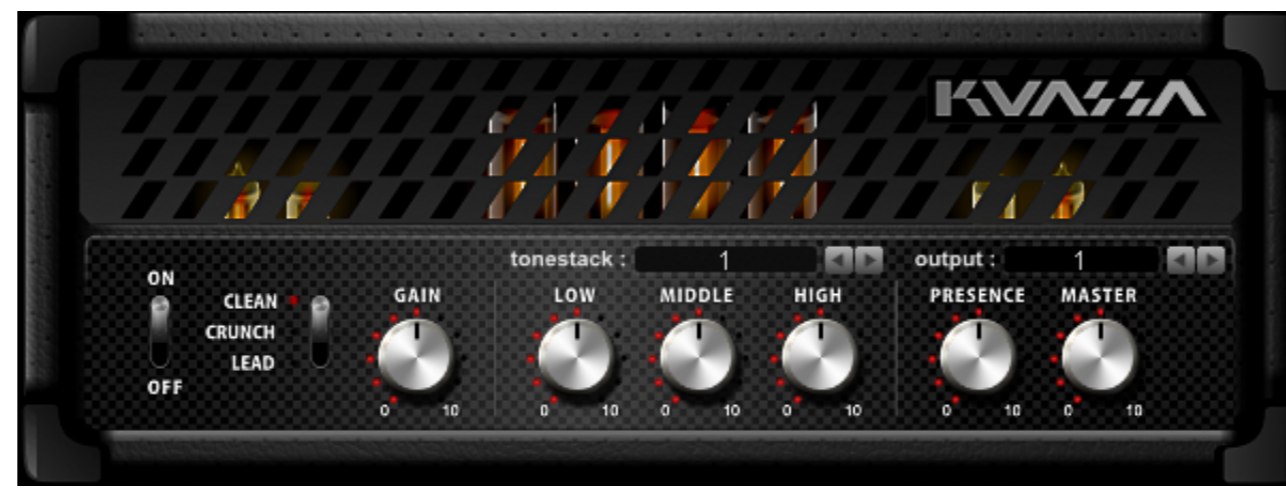 KVASSA
tonestack : 1 output : 1
ON
CLEAN
CRUNCH
LEAD
OFF
GAIN LOW MIDDLE HIGH PRESENCE MASTER
0 10 0 10 0 10 0 10 0 10 0 10